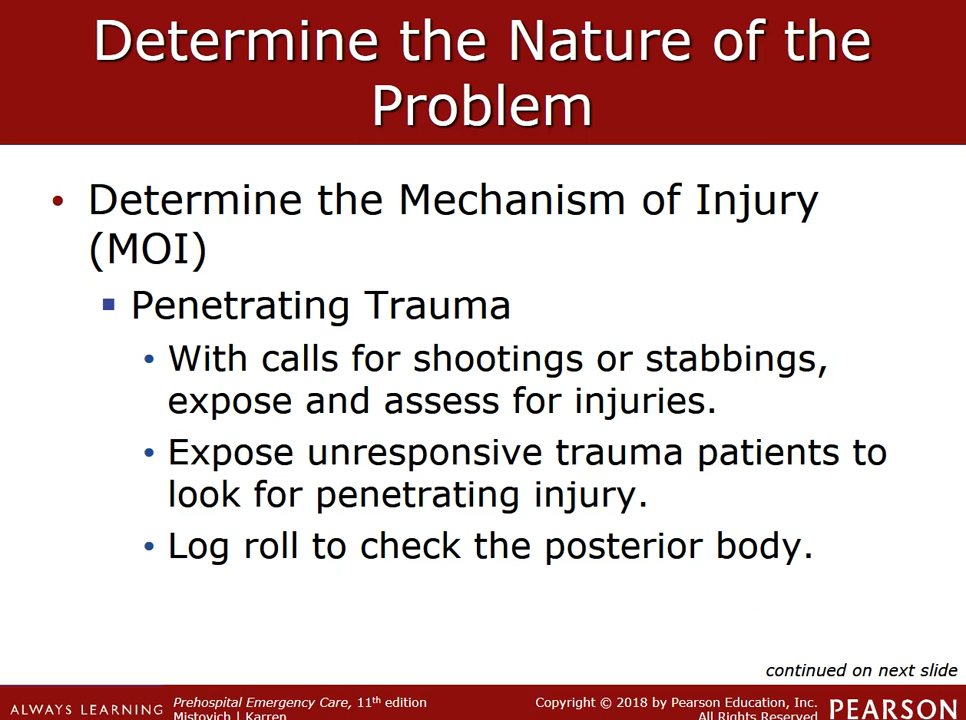 Determine the Nature of the
Problem
• Determine the Mechanism of Injury
(MOI)
▪ Penetrating Trauma
• With calls for shootings or stabbings,
expose and assess for injuries.
• Expose unresponsive trauma patients to
look for penetrating injury.
• Log roll to check the posterior body.
continued on next slide
ALWAYS LEARNING
Prehospital Emergency Care, 11th edition
Mistovich | Karren
Copyright © 2018 by Pearson Education, Inc.
All Rights Reserved
PEARSON